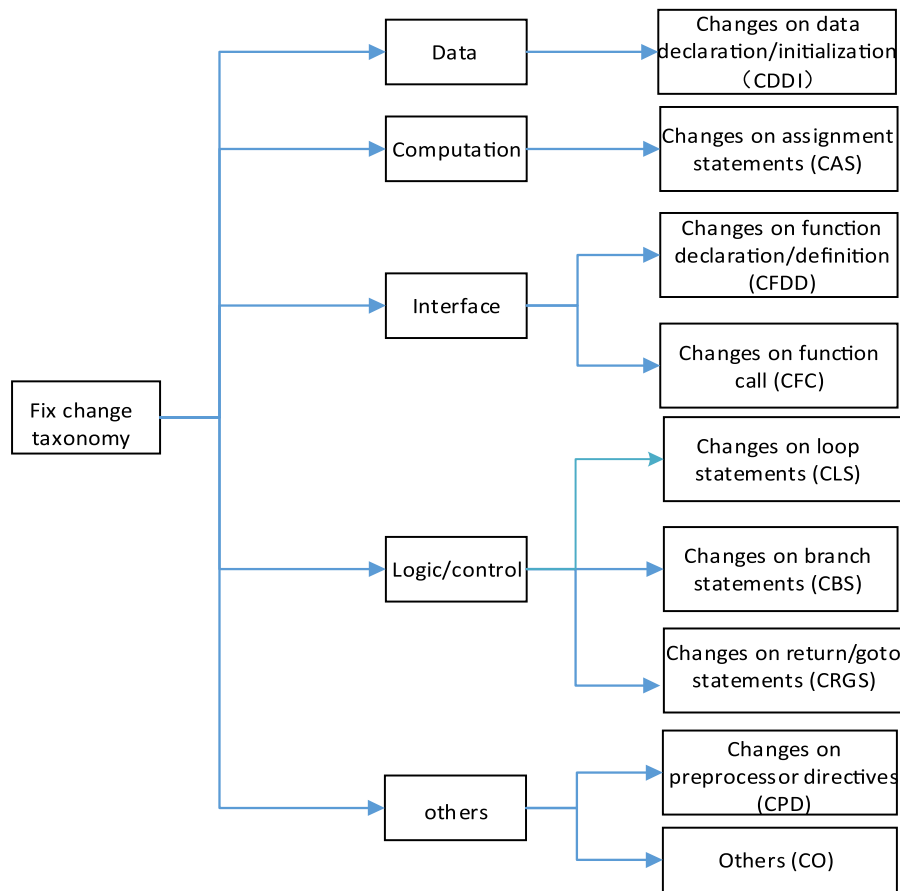 Fix change
taxonomy
Data
Computation
Interface
Logic/control
others
Changes on data
declaration/initialization
（CDDI）
Changes on assignment
statements (CAS)
Changes on function
declaration/definition
(CFDD)
Changes on function
call (CFC)
Changes on loop
statements (CLS)
Changes on branch
statements (CBS)
Changes on return/goto
statements (CRGS)
Changes on
preprocessor directives
(CPD)
Others (CO)